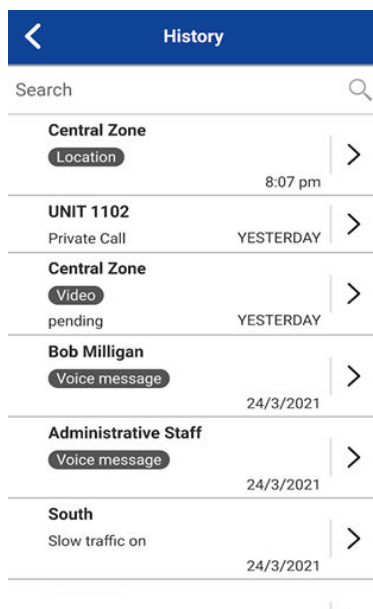 History
Search
Central Zone
Location
8:07 pm
UNIT 1102
Private Call YESTERDAY
Central Zone
Video
pending YESTERDAY
Bob Milligan
Voice message
24/3/2021
Administrative Staff
Voice message
24/3/2021
South
Slow traffic on
24/3/2021